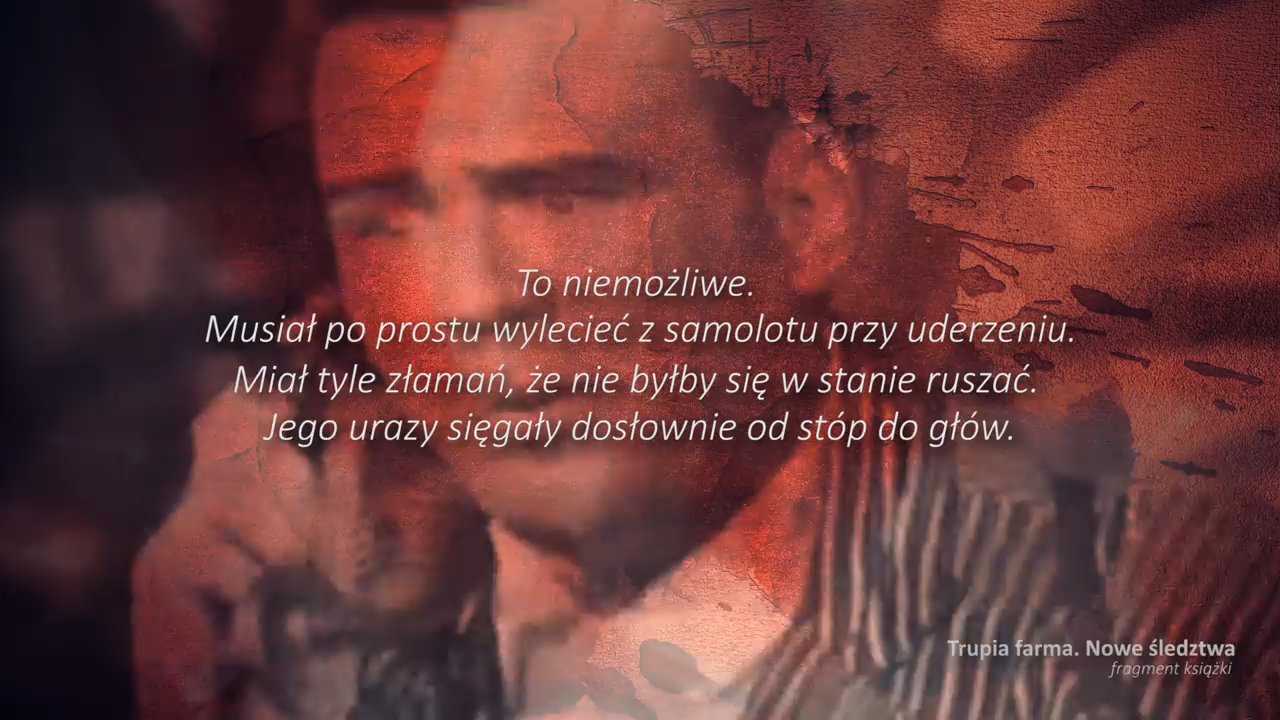 To niemożliwe.
Musiał po prostu wylecieć z samolotu przy uderzeniu.
Miał tyle złamań, że nie byłby się w stanie ruszać.
Jego urazy sięgały dosłownie od stóp do głów.
Trupia farma. Nowe śledztwa
fragment książki